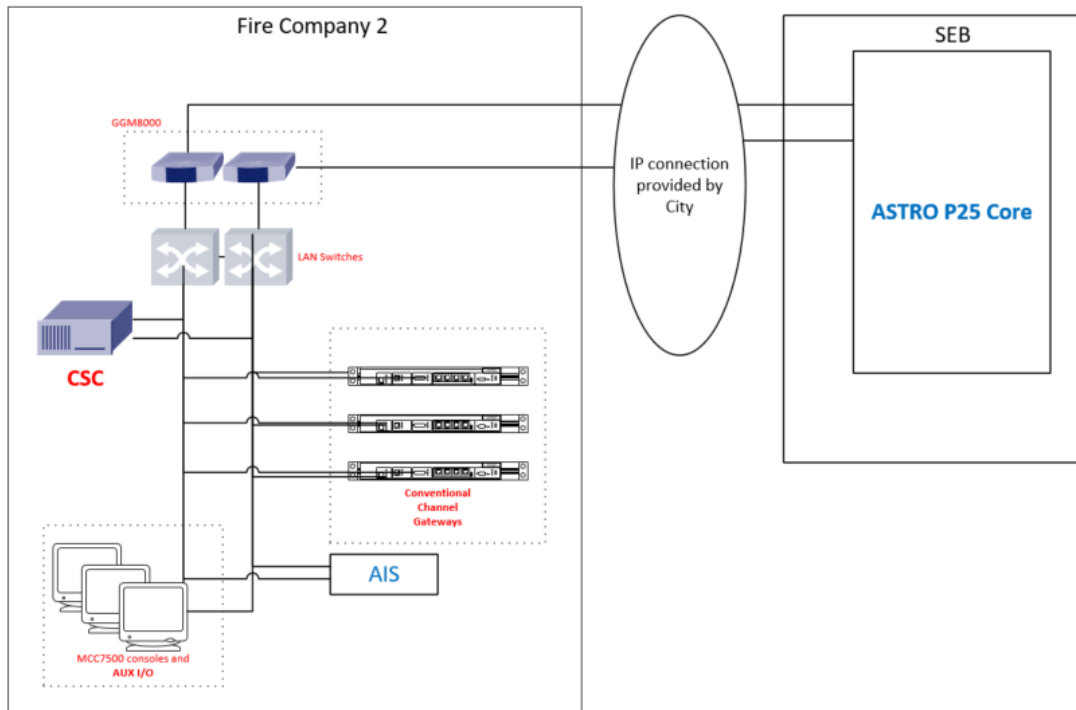 Fire Company 2
SEB
GGM8000
IP connection
provided by
City
ASTRO P25 Core
LAN Switches
CSC
Conventional
Channel
Gateways
AIS
MCC7500 consoles and
AUX I/O